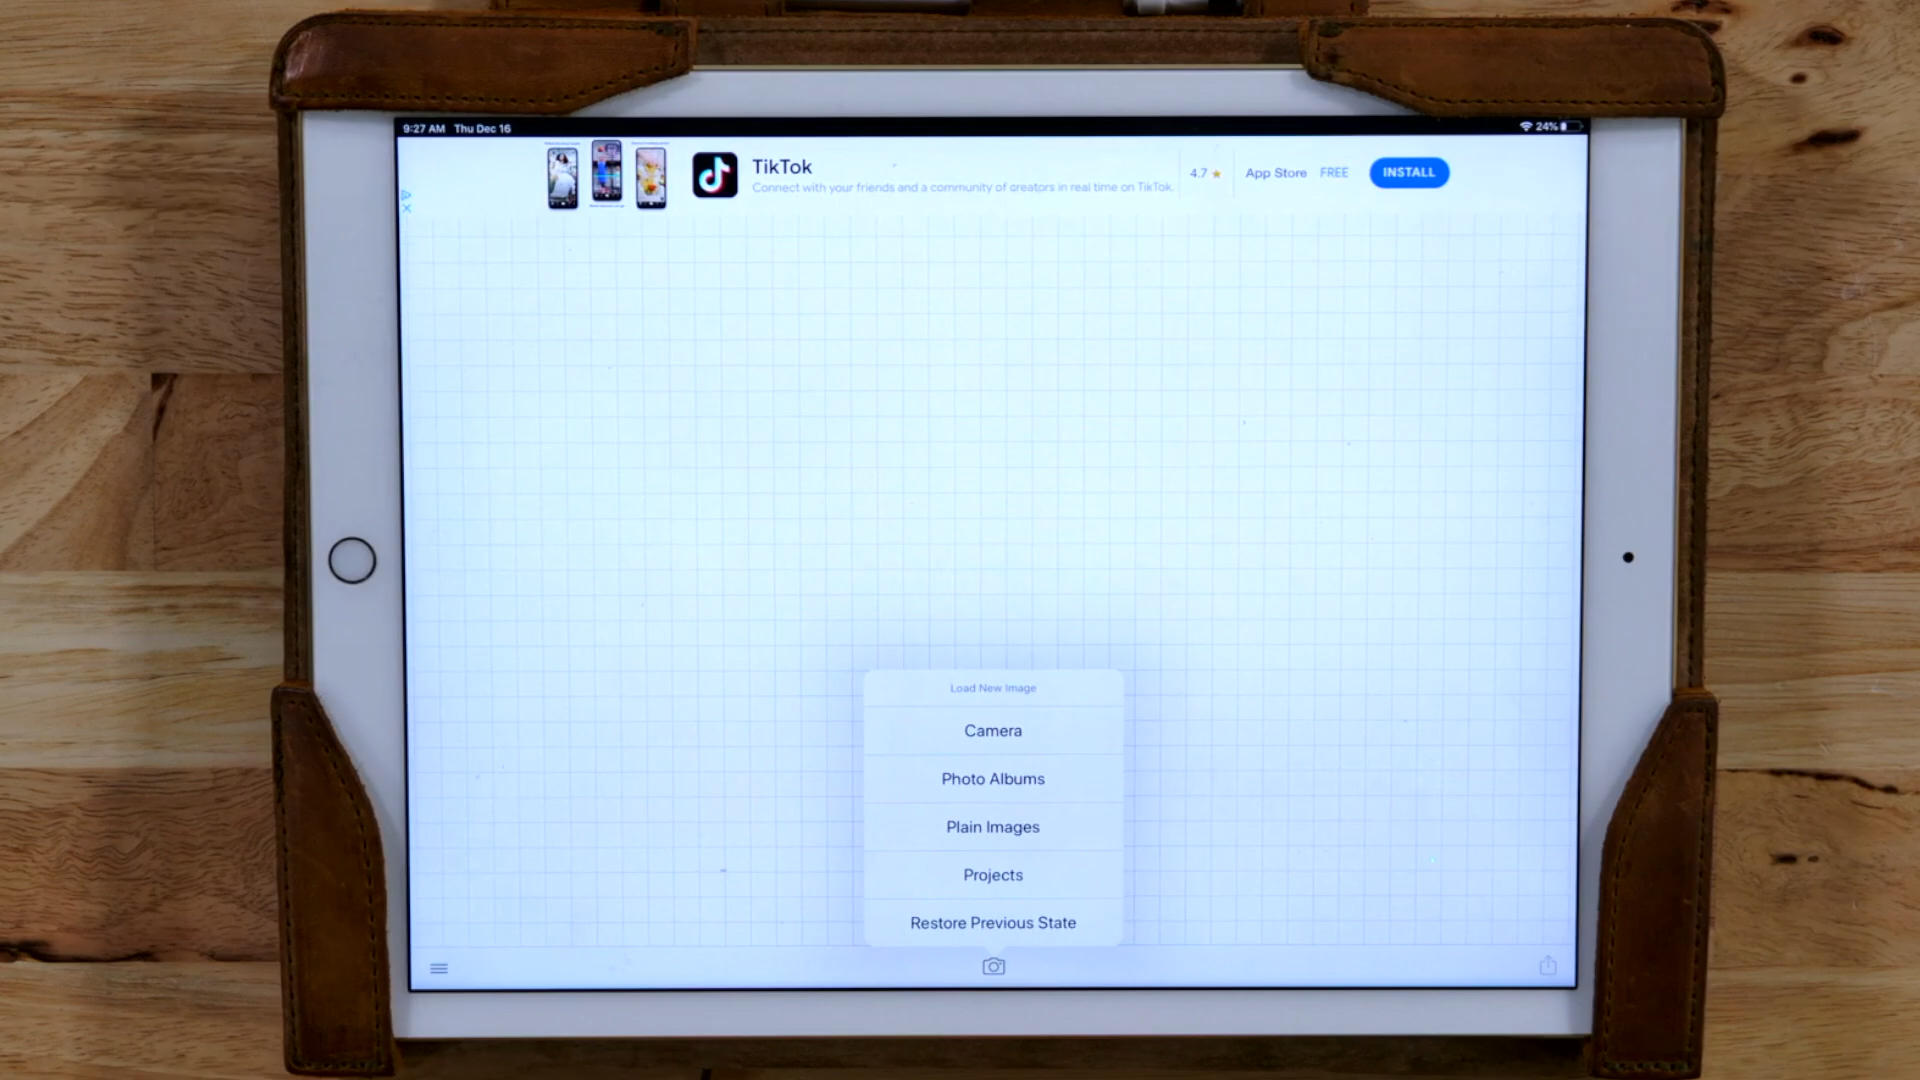 9:27 AM Thu Dec 16
24%
TikTok
Connect with your friends and a community of creators in real time on TikTok.
4.7 ★ App Store FREE INSTALL
Load New Image
Camera
Photo Albums
Plain Images
Projects
Restore Previous State